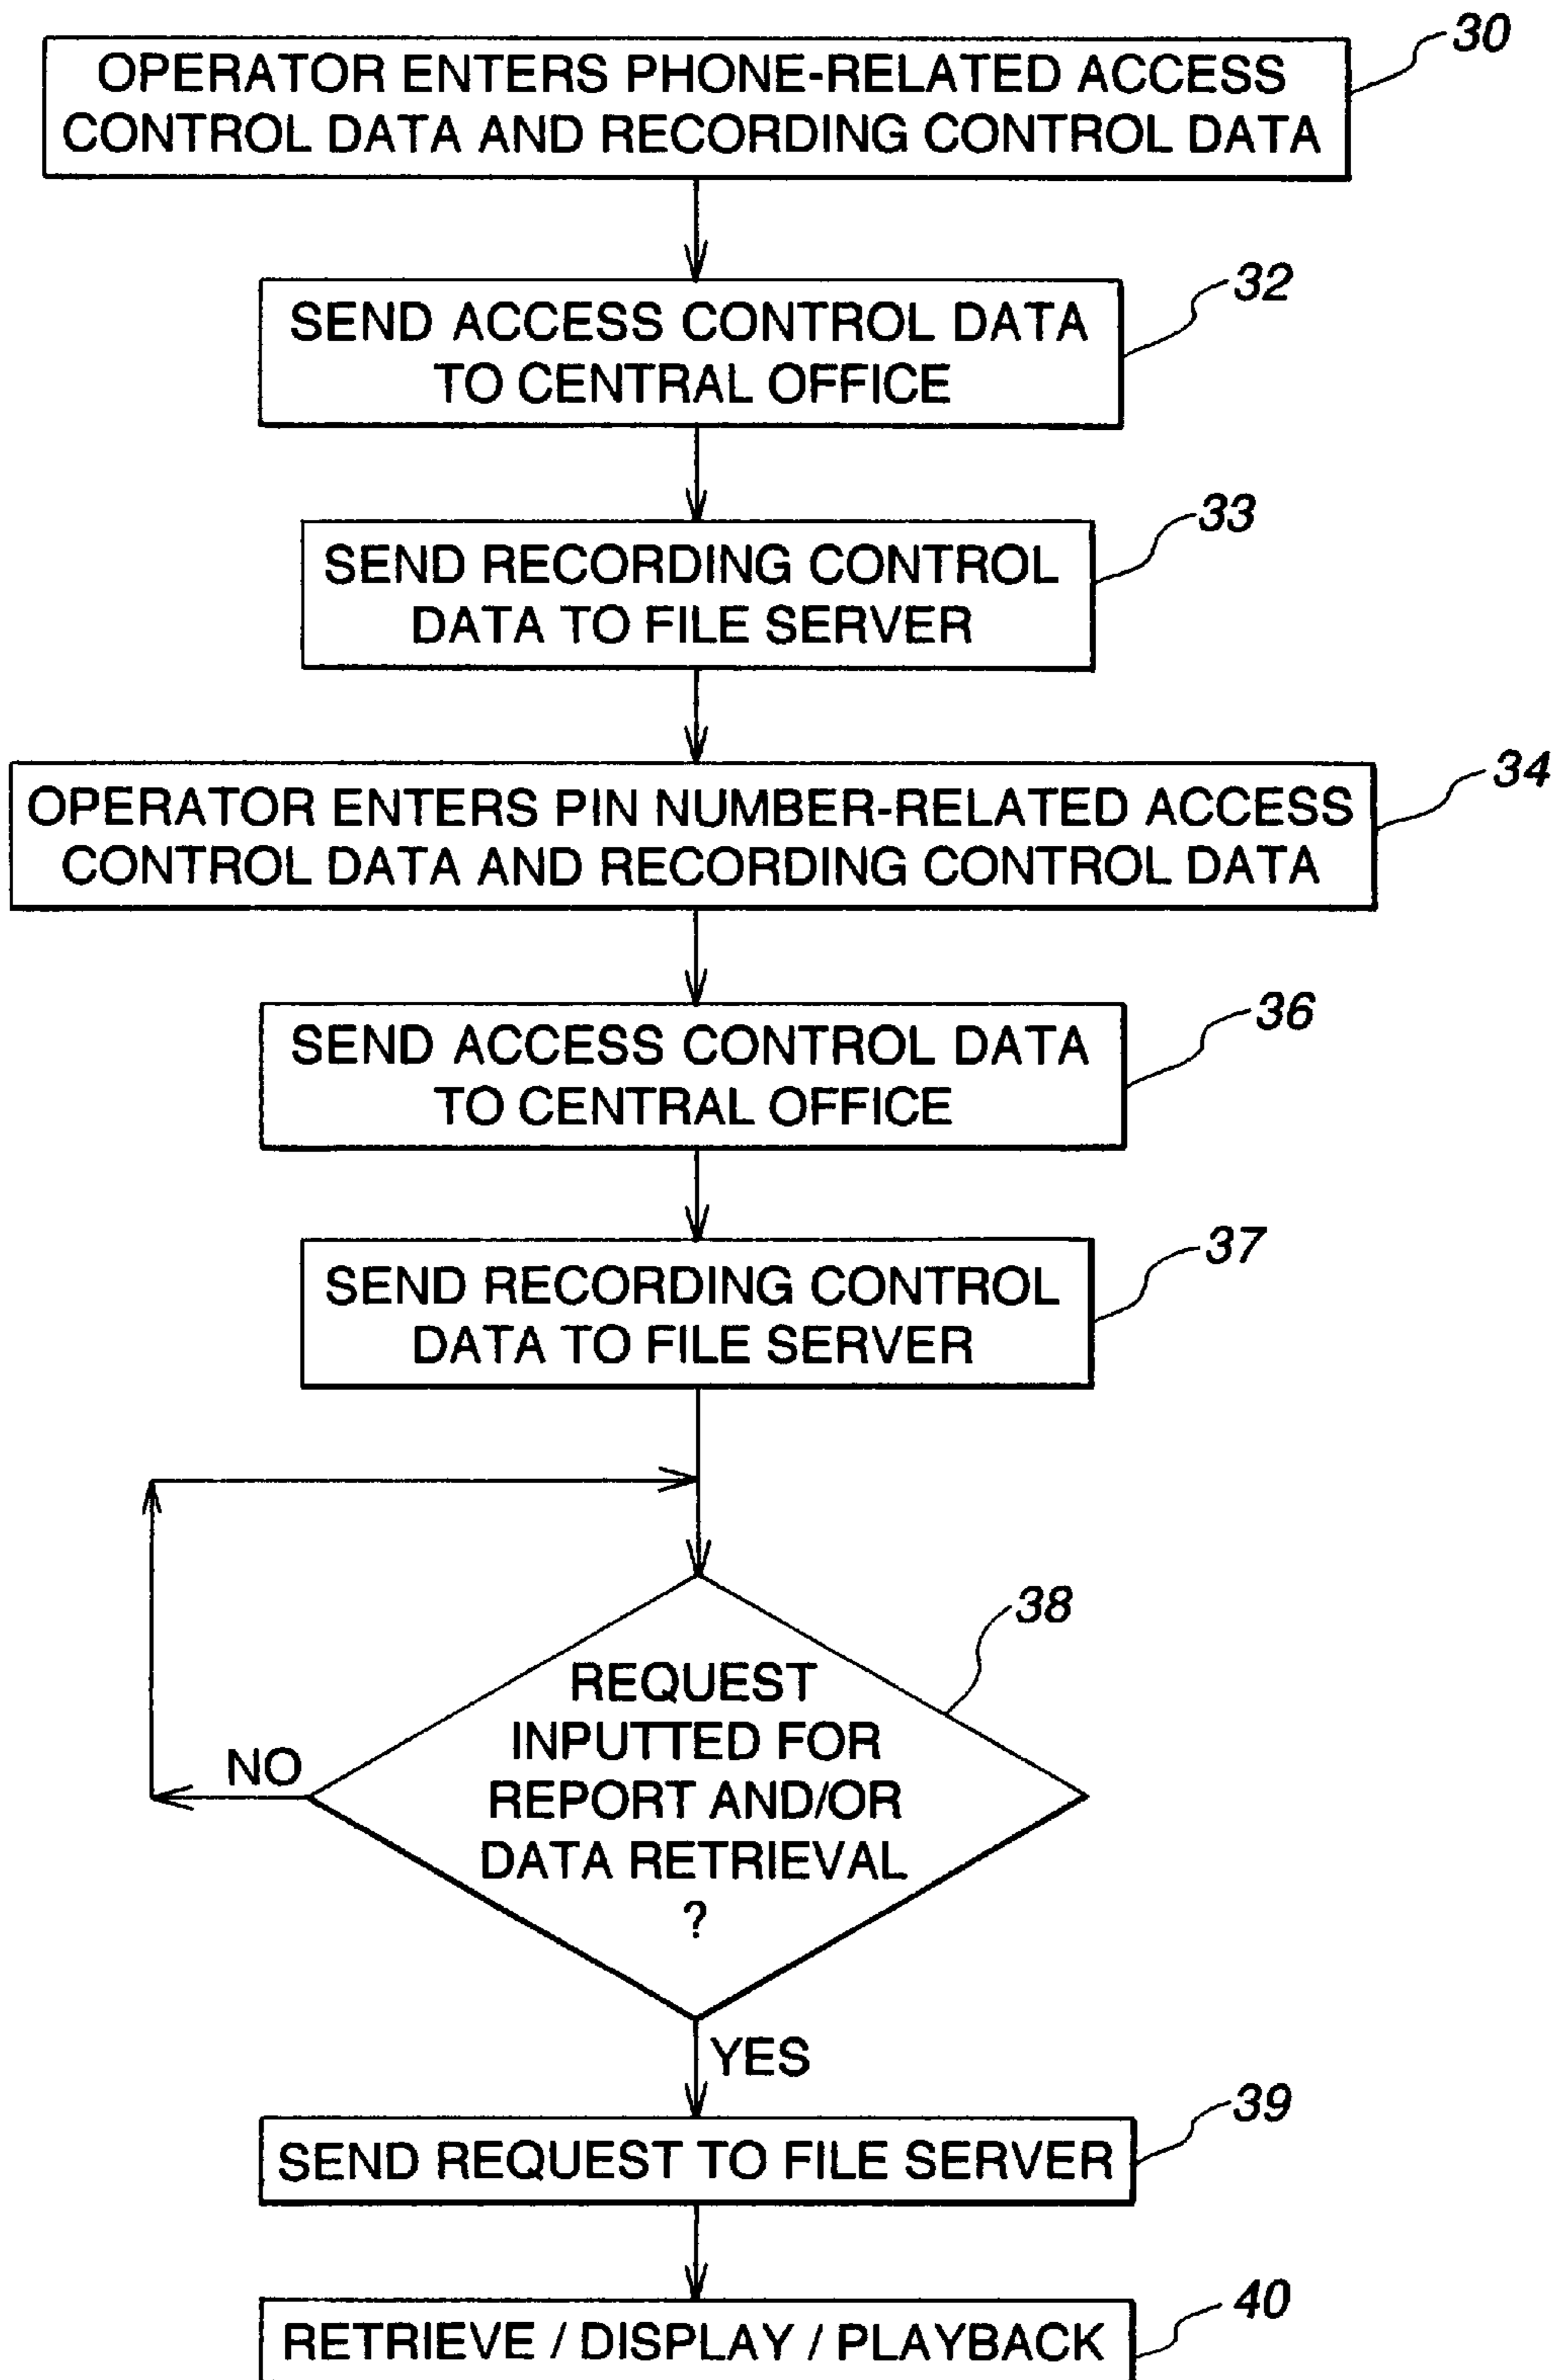 30
OPERATOR ENTERS PHONE-RELATED ACCESS
CONTROL DATA AND RECORDING CONTROL DATA
32
SEND ACCESS CONTROL DATA
TO CENTRAL OFFICE
33
SEND RECORDING CONTROL
DATA TO FILE SERVER
34
OPERATOR ENTERS PIN NUMBER-RELATED ACCESS
CONTROL DATA AND RECORDING CONTROL DATA
36
SEND ACCESS CONTROL DATA
TO CENTRAL OFFICE
37
SEND RECORDING CONTROL
DATA TO FILE SERVER
38
REQUEST
INPUTTED FOR
REPORT AND/OR
DATA RETRIEVAL
?
NO
YES
39
SEND REQUEST TO FILE SERVER
40
RETRIEVE / DISPLAY / PLAYBACK